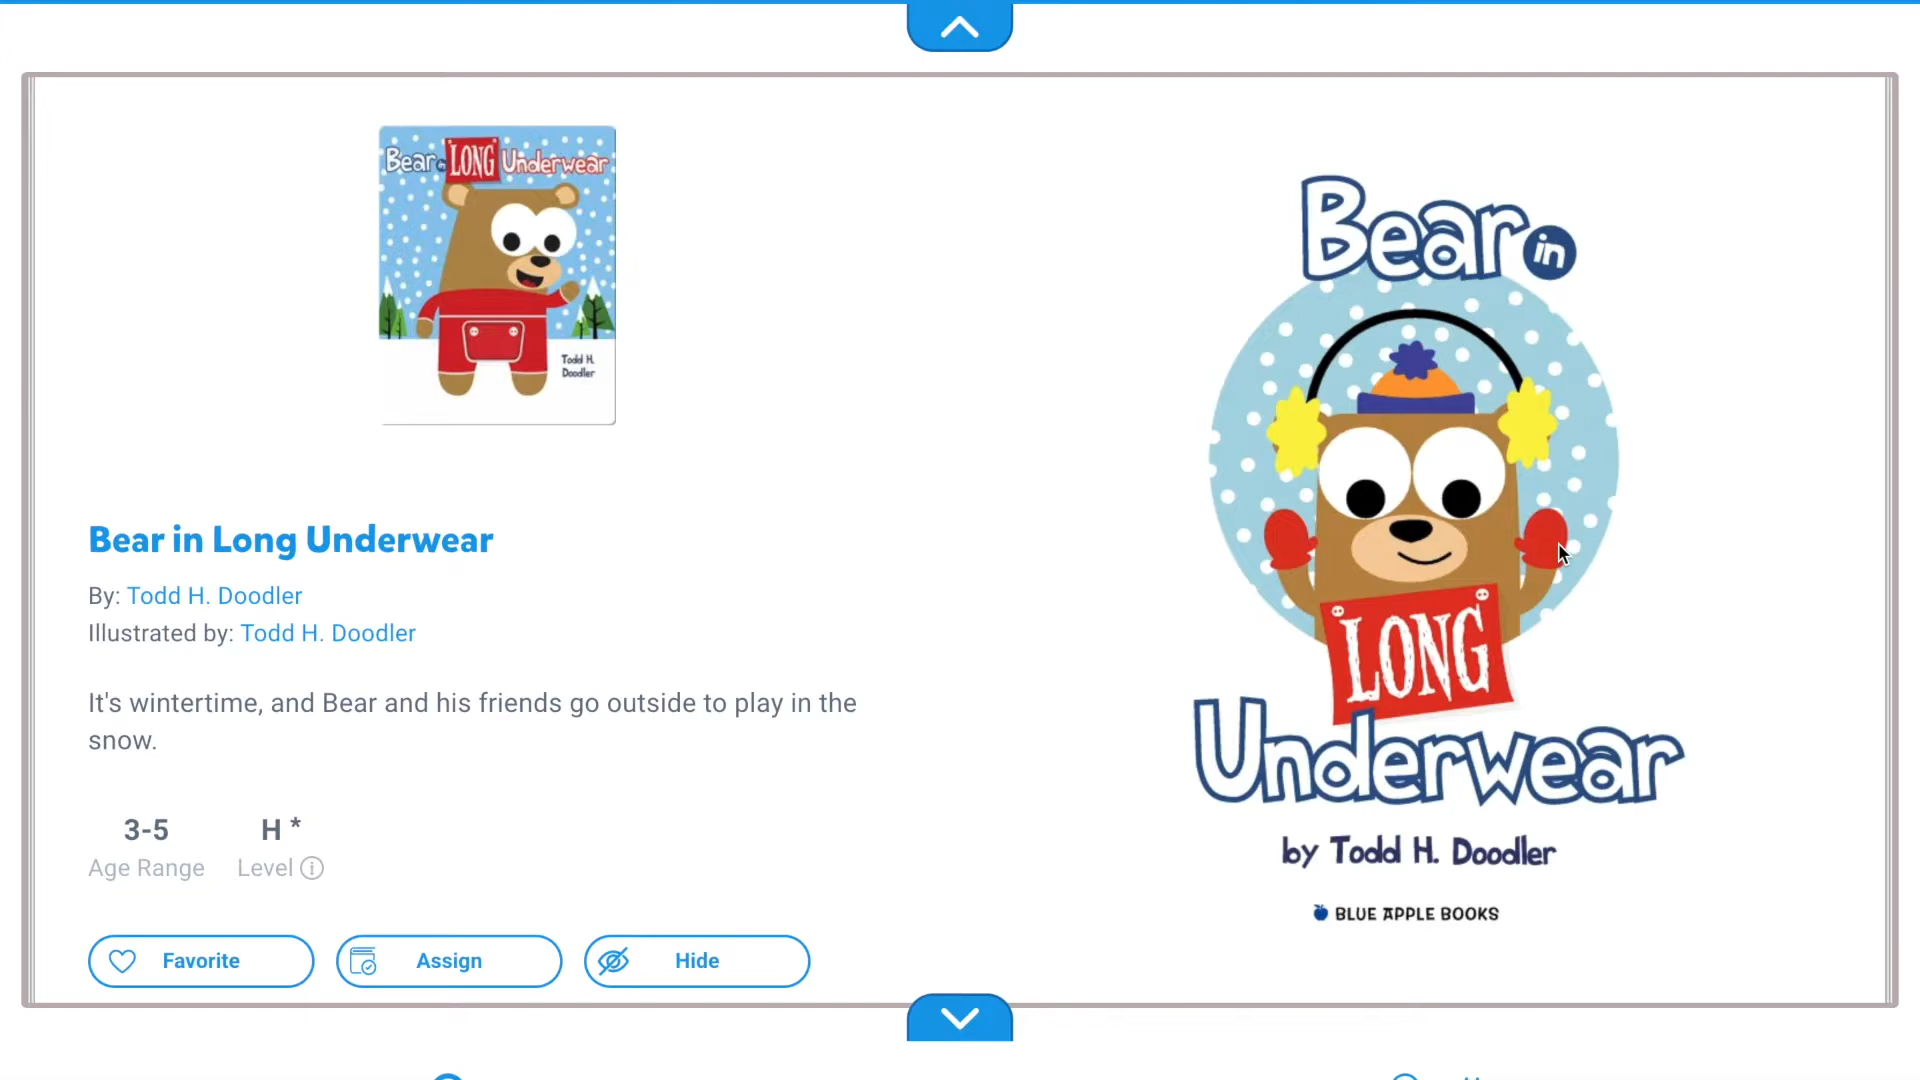 Bear in LONG Underwear
Todd H.
Doodler
Bear in Long Underwear
By: Todd H. Doodler
Illustrated by: Todd H. Doodler
It's wintertime, and Bear and his friends go outside to play in the
snow.
3-5 H *
Age Range Level
Favorite Assign Hide
Bear in
LONG
Underwear
by Todd H. Doodler
BLUE APPLE BOOKS